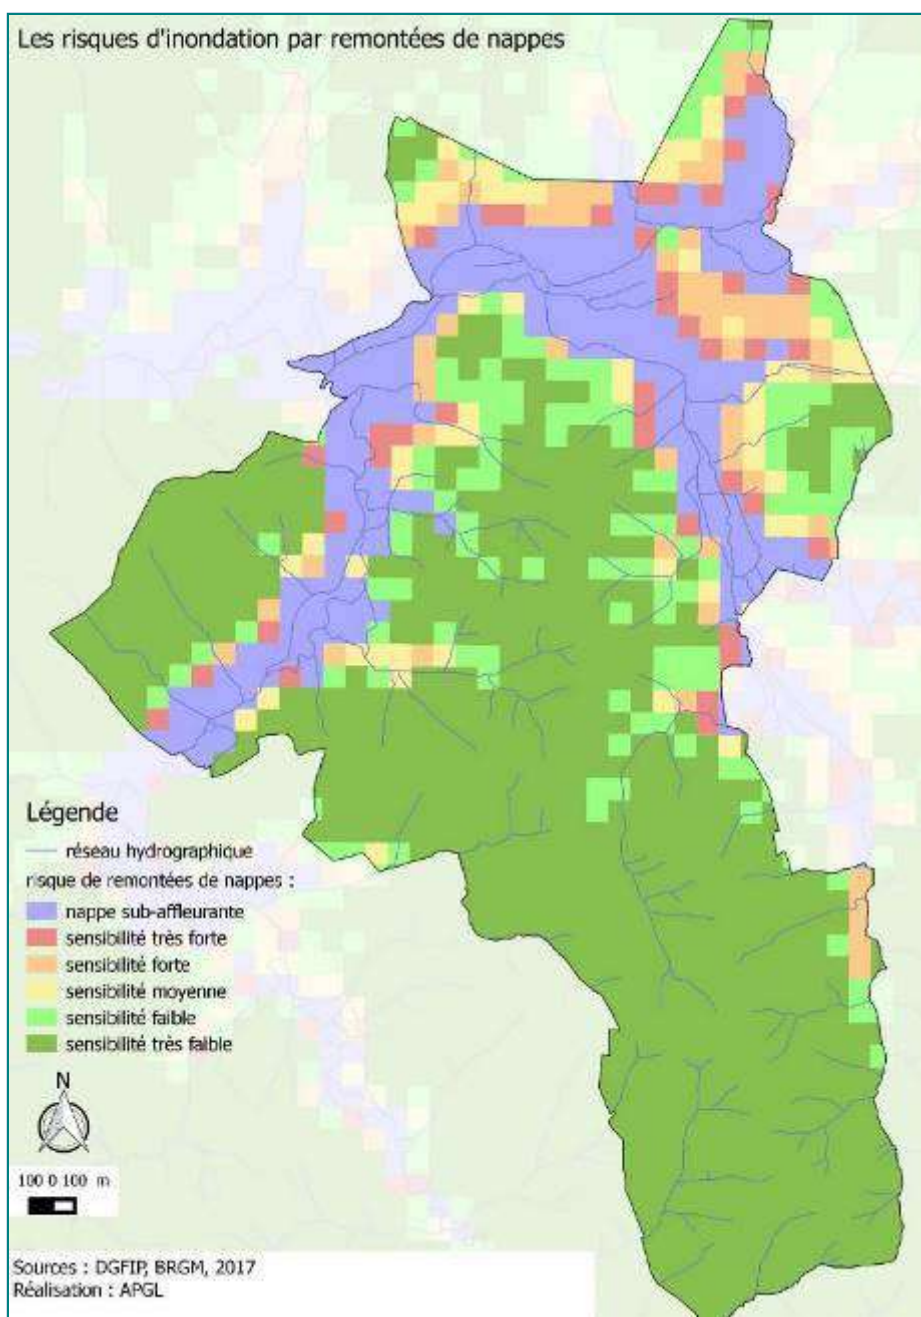 Les risques d'inondation par remontées de nappes
Légende
réseau hydrographique
risque de remontées de nappes :
nappe sub-affleurante
sensibilité très forte
sensibilité forte
sensibilité moyenne
sensibilité faible
sensibilité très faible
N
100 0 100 m
Sources : DGFIP, BRGM, 2017
Réalisation : APGL